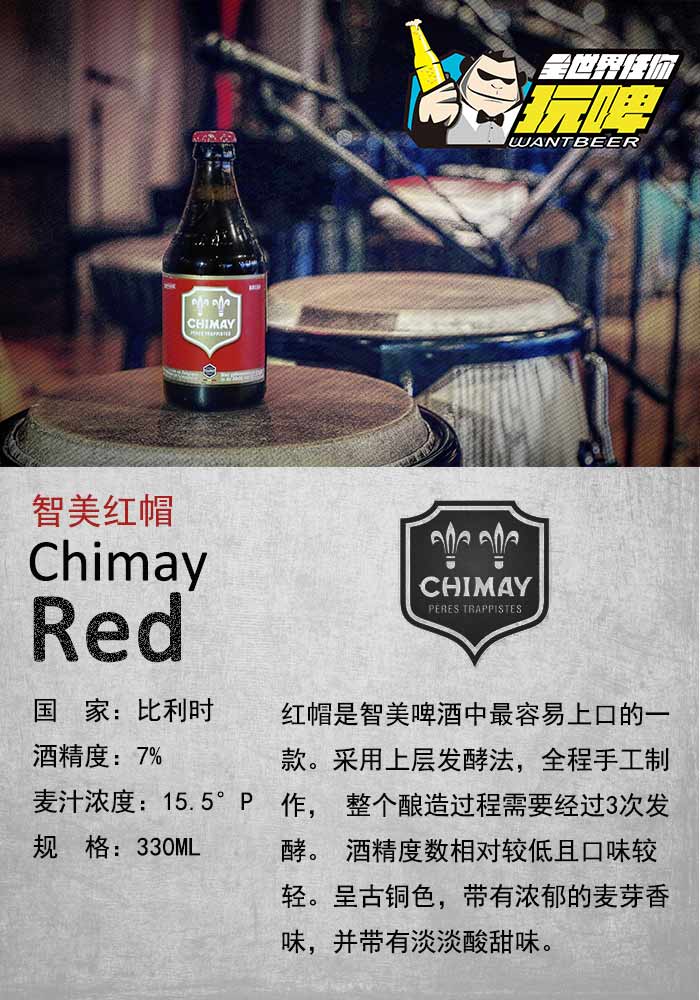 全世界任你
玩啤
WANTBEER
CHIMAY
PERES TRAPPISTES
智美红帽
Chimay
Red
CHIMAY
PERES TRAPPISTES
国 家：比利时
酒精度：7%
麦汁浓度：15.5°P
规 格：330ML
红帽是智美啤酒中最容易上口的一
款。采用上层发酵法，全程手工制
作， 整个酿造过程需要经过3次发
酵。 酒精度数相对较低且口味较
轻。呈古铜色，带有浓郁的麦芽香
味，并带有淡淡酸甜味。